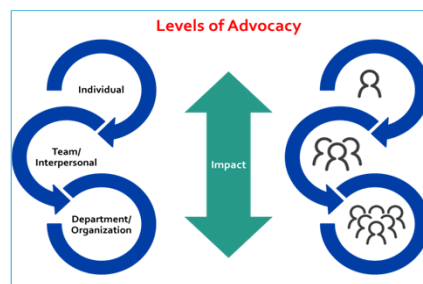 Levels of Advocacy
Individual
Team/
Interpersonal
Impact
Department/
Organization